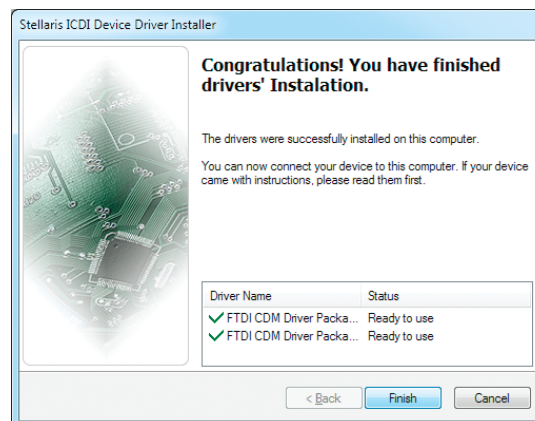 Stellaris ICDI Device Driver Installer
Congratulations! You have finished
drivers' Instalation.
The drivers were successfully installed on this computer.
You can now connect your device to this computer. If your device
came with instructions, please read them first.
Driver Name Status
FTDI CDM Driver Packa... Ready to use
FTDI CDM Driver Packa... Ready to use
< Back Finish Cancel